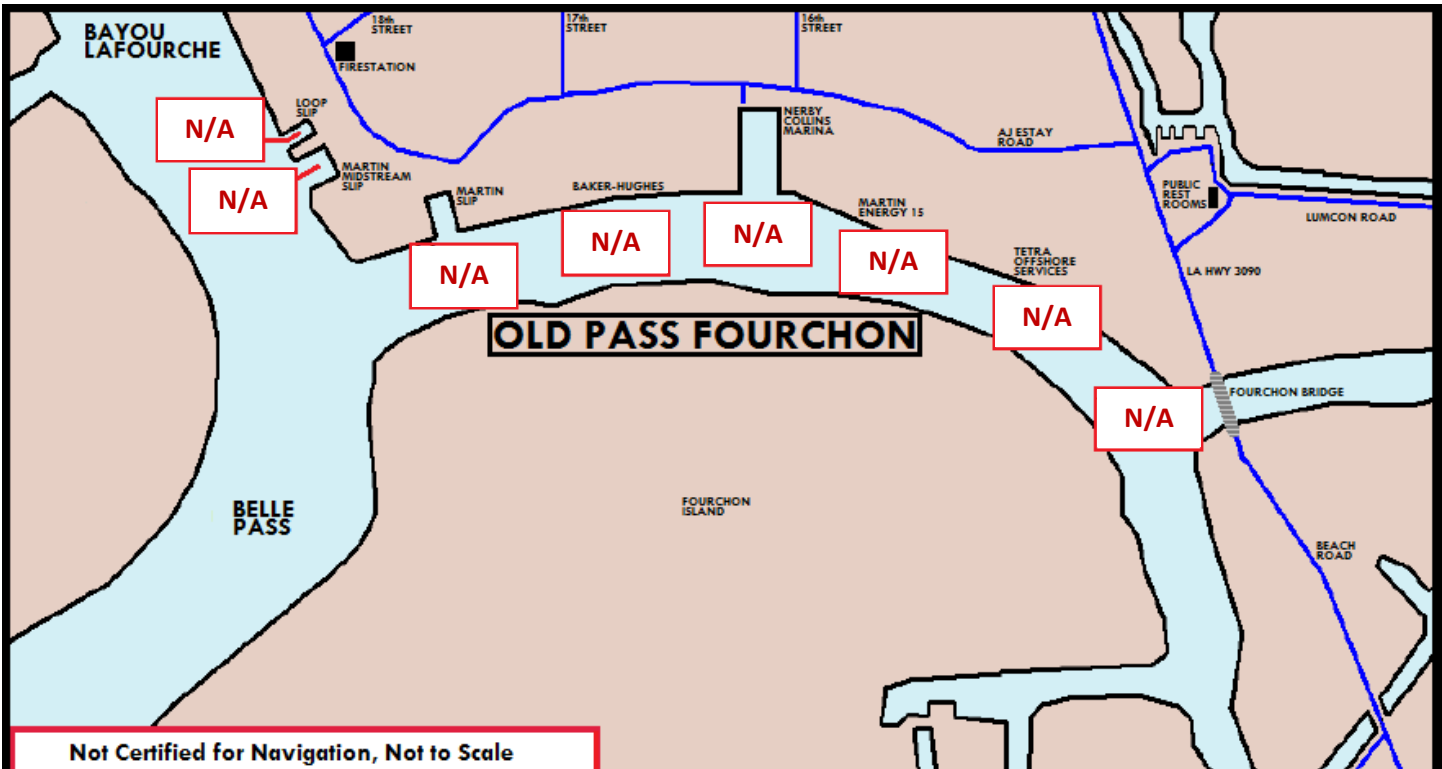 BAYOU
LAFOURCHE
18th
STREET
17th
STREET
16th
STREET
FIRESTATION
LOOP
SLIP
N/A
MARTIN
MIDSTREAM
SLIP
N/A
MARTIN
SLIP
BAKER-HUGHES
NERBY
COLLINS
MARINA
AJ ESTAY
ROAD
PUBLIC
REST
ROOMS
LUMCON ROAD
MARTIN
ENERGY 15
N/A
N/A
N/A
N/A
TETRA
OFFSHORE
SERVICES
LA HWY 3090
N/A
OLD PASS FOURCHON
N/A
FOURCHON BRIDGE
BELLE
PASS
FOURCHON
ISLAND
BEACH
ROAD
Not Certified for Navigation, Not to Scale